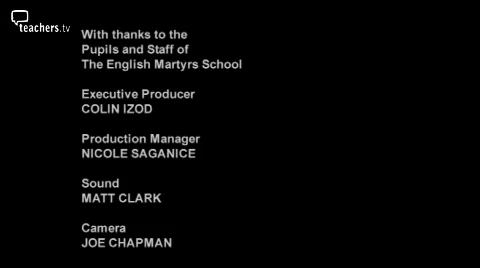 teachers.tv
With thanks to the
Pupils and Staff of
The English Martyrs School
Executive Producer
COLIN IZOD
Production Manager
NICOLE SAGANICE
Sound
MATT CLARK
Camera
JOE CHAPMAN